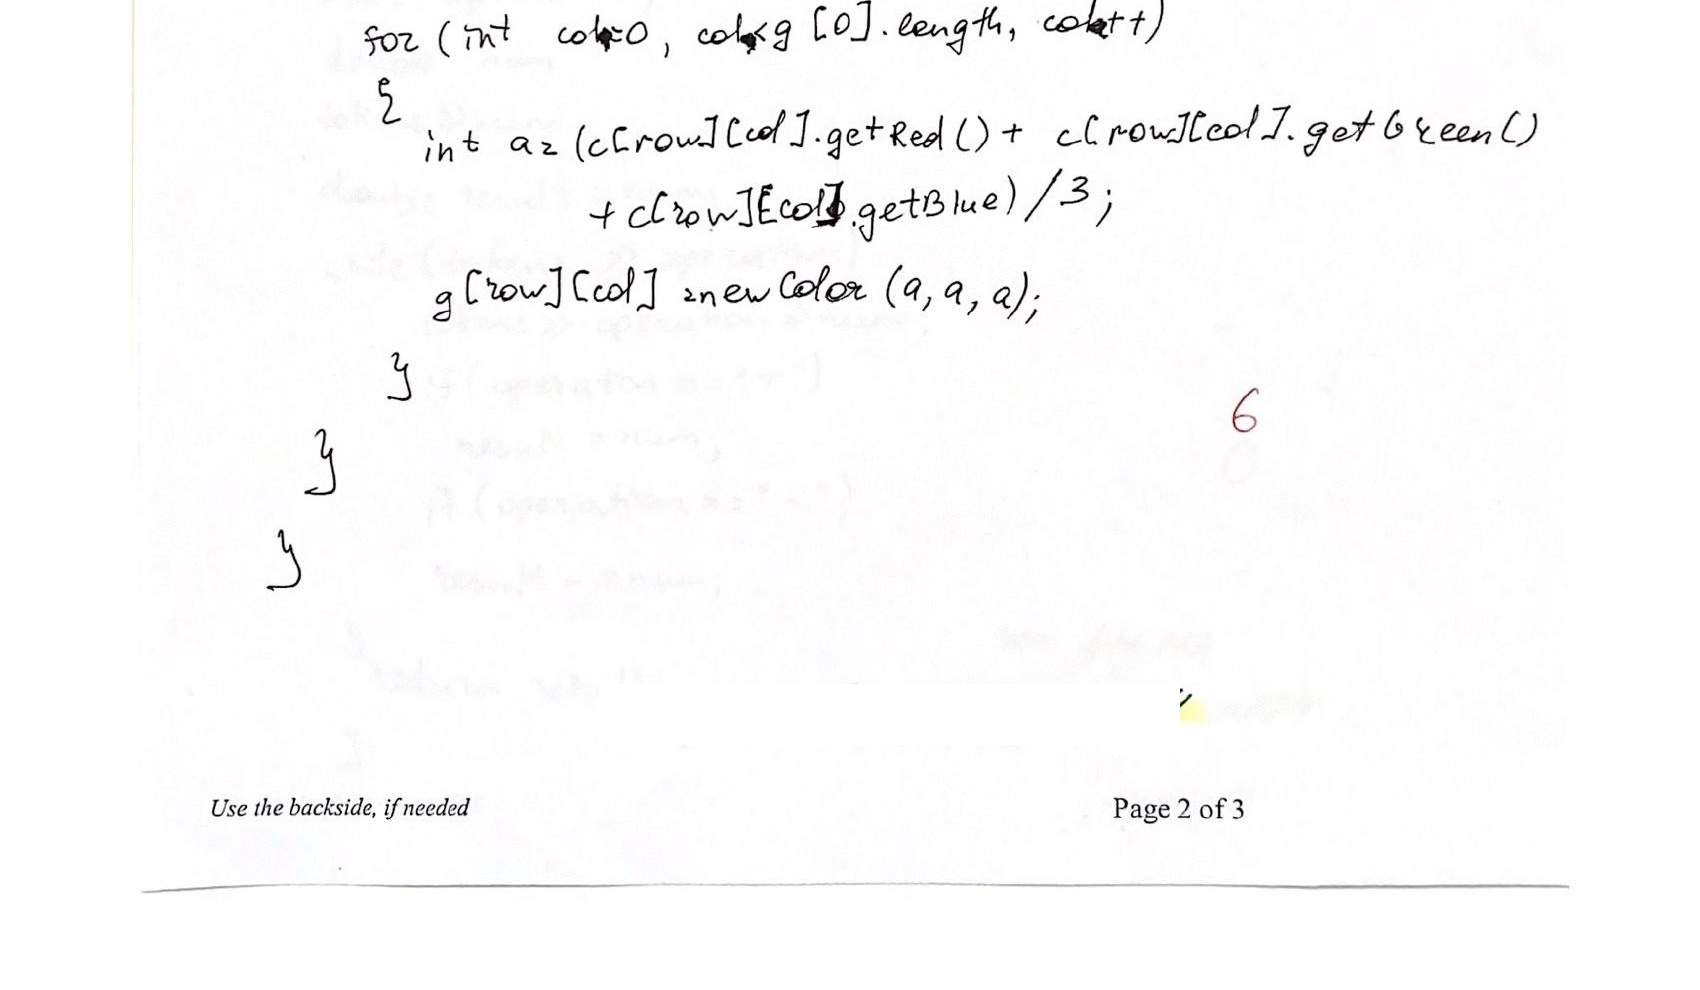 for (int col=0, col<g [0].length, col++)
{
int a= (c[row][col].getRed()+ c[row][col].getGreen()
+ c[row][col].getBlue)/3;
g[row][col] =new Color (a, a, a);
}
6
}
}
Use the backside, if needed
Page 2 of 3